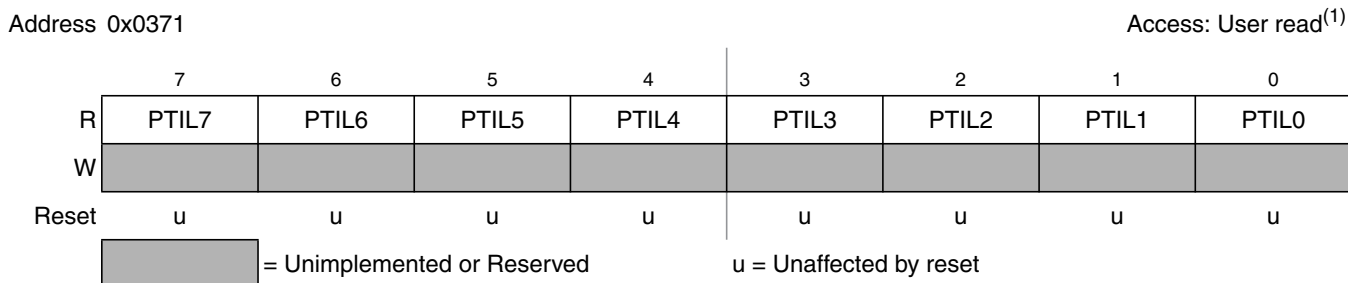 Address 0x0371 Access: User read(1)
7 6 5 4 3 2 1 0
R PTIL7 PTIL6 PTIL5 PTIL4 PTIL3 PTIL2 PTIL1 PTIL0
W
Reset u u u u u u u u
= Unimplemented or Reserved u = Unaffected by reset